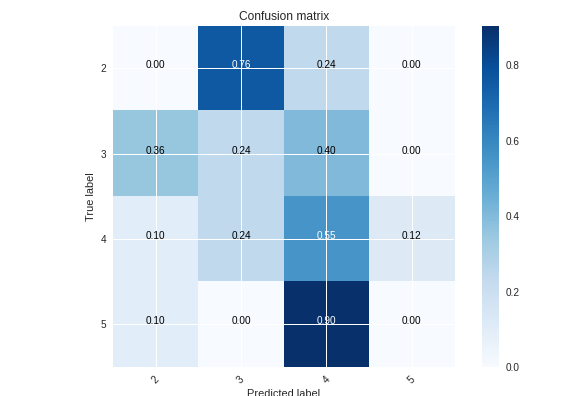 Confusion matrix
2 0.00 0.76 0.24 0.00 0.8
0.6
3 0.36 0.24 0.40 0.00
True label
0.4
4 0.10 0.24 0.55 0.12
0.2
5 0.10 0.00 0.90 0.00
0.0
2 3 4 5
Predicted label